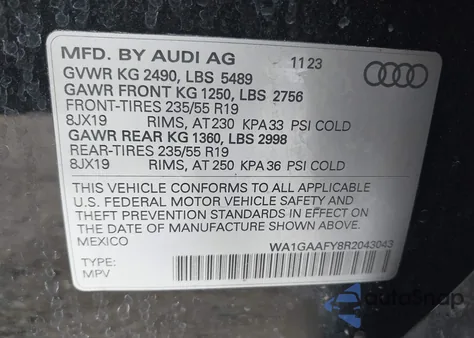 MFD. BY AUDI AG 11 23
GVWR KG 2490, LBS 5489
GAWR FRONT KG 1250, LBS 2756
FRONT-TIRES 235/55 R19
8JX19 RIMS, AT 230 KPA 33 PSI COLD
GAWR REAR KG 1360, LBS 2998
REAR-TIRES 235/55 R19
8JX19 RIMS, AT 250 KPA 36 PSI COLD
THIS VEHICLE CONFORMS TO ALL APPLICABLE
U.S. FEDERAL MOTOR VEHICLE SAFETY AND
THEFT PREVENTION STANDARDS IN EFFECT ON
THE DATE OF MANUFACTURE SHOWN ABOVE.
MEXICO WA1GAAFY8R2043043
TYPE:
MPV
autoSnap